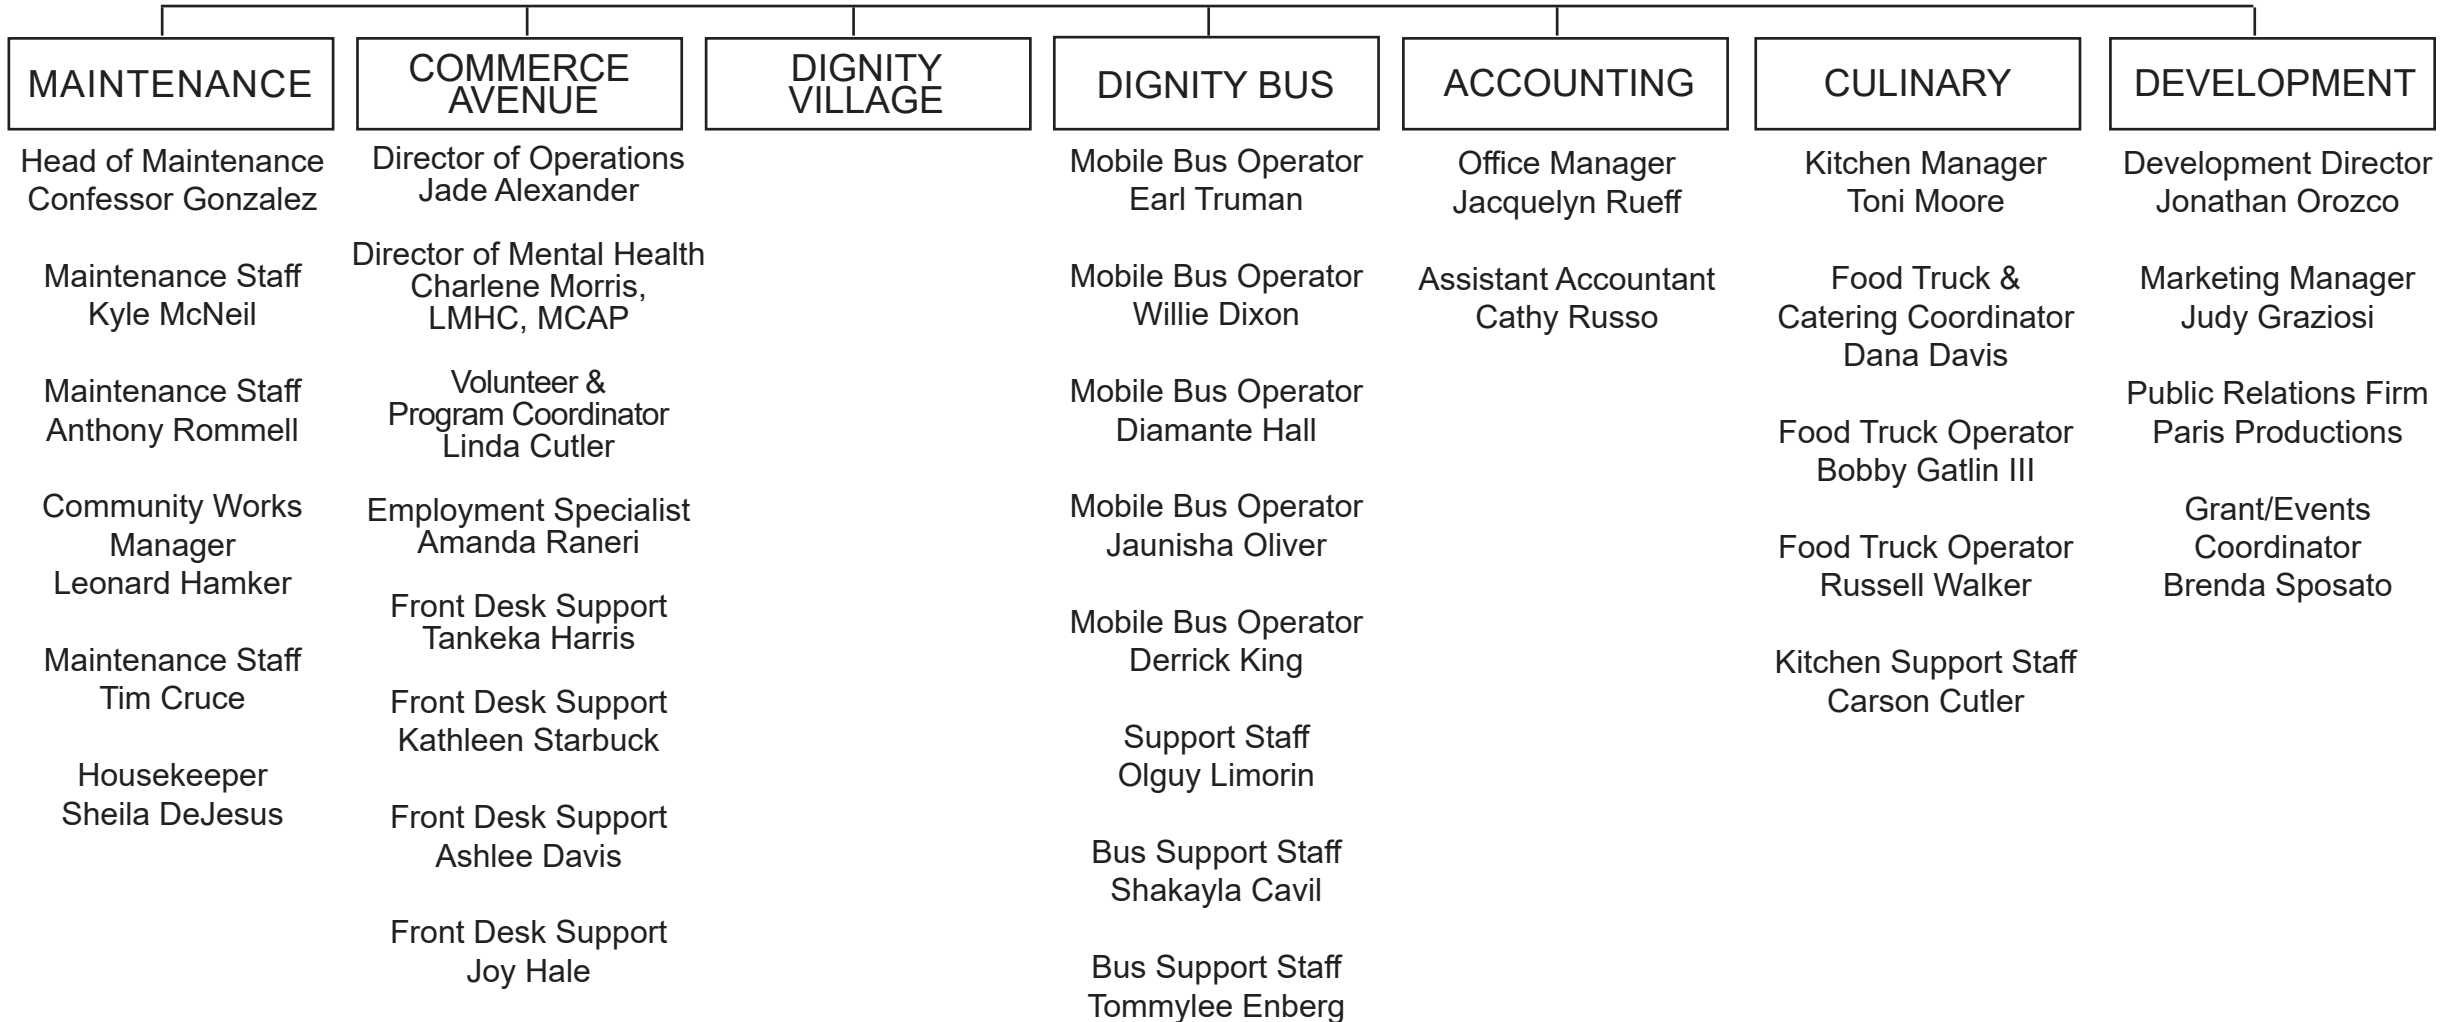 MAINTENANCE
Head of Maintenance
Confessor Gonzalez
Maintenance Staff
Kyle McNeil
Maintenance Staff
Anthony Rommell
Community Works
Manager
Leonard Hamker
Maintenance Staff
Tim Cruce
Housekeeper
Sheila DeJesus
COMMERCE
AVENUE
Director of Operations
Jade Alexander
Director of Mental Health
Charlene Morris,
LMHC, MCAP
Volunteer &
Program Coordinator
Linda Cutler
Employment Specialist
Amanda Raneri
Front Desk Support
Tankeka Harris
Front Desk Support
Kathleen Starbuck
Front Desk Support
Ashlee Davis
Front Desk Support
Joy Hale
DIGNITY
VILLAGE
DIGNITY BUS
Mobile Bus Operator
Earl Truman
Mobile Bus Operator
Willie Dixon
Mobile Bus Operator
Diamante Hall
Mobile Bus Operator
Jaunisha Oliver
Mobile Bus Operator
Derrick King
Support Staff
Olguy Limorin
Bus Support Staff
Shakayla Cavil
Bus Support Staff
Tommylee Enberg
ACCOUNTING
Office Manager
Jacquelyn Rueff
Assistant Accountant
Cathy Russo
CULINARY
Kitchen Manager
Toni Moore
Food Truck &
Catering Coordinator
Dana Davis
Food Truck Operator
Bobby Gatlin III
Food Truck Operator
Russell Walker
Kitchen Support Staff
Carson Cutler
DEVELOPMENT
Development Director
Jonathan Orozco
Marketing Manager
Judy Graziosi
Public Relations Firm
Paris Productions
Grant/Events
Coordinator
Brenda Sposato